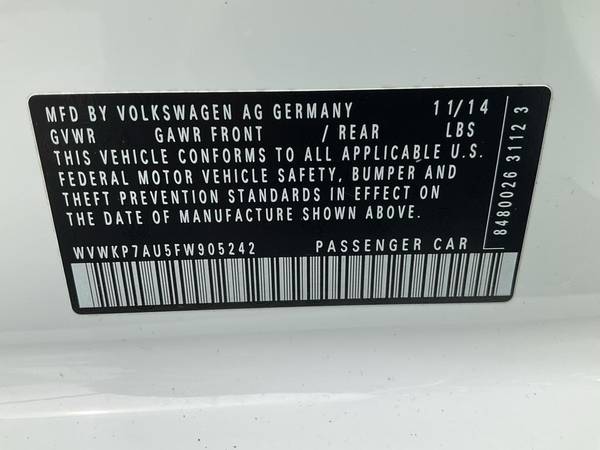 MFD BY VOLKSWAGEN AG GERMANY 11/14
GVWR GAWR FRONT / REAR LBS
THIS VEHICLE CONFORMS TO ALL APPLICABLE U.S.
FEDERAL MOTOR VEHICLE SAFETY, BUMPER AND
THEFT PREVENTION STANDARDS IN EFFECT ON
THE DATE OF MANUFACTURE SHOWN ABOVE.
WVWKP7AU5FW905242 PASSENGER CAR
8480026 3112 3